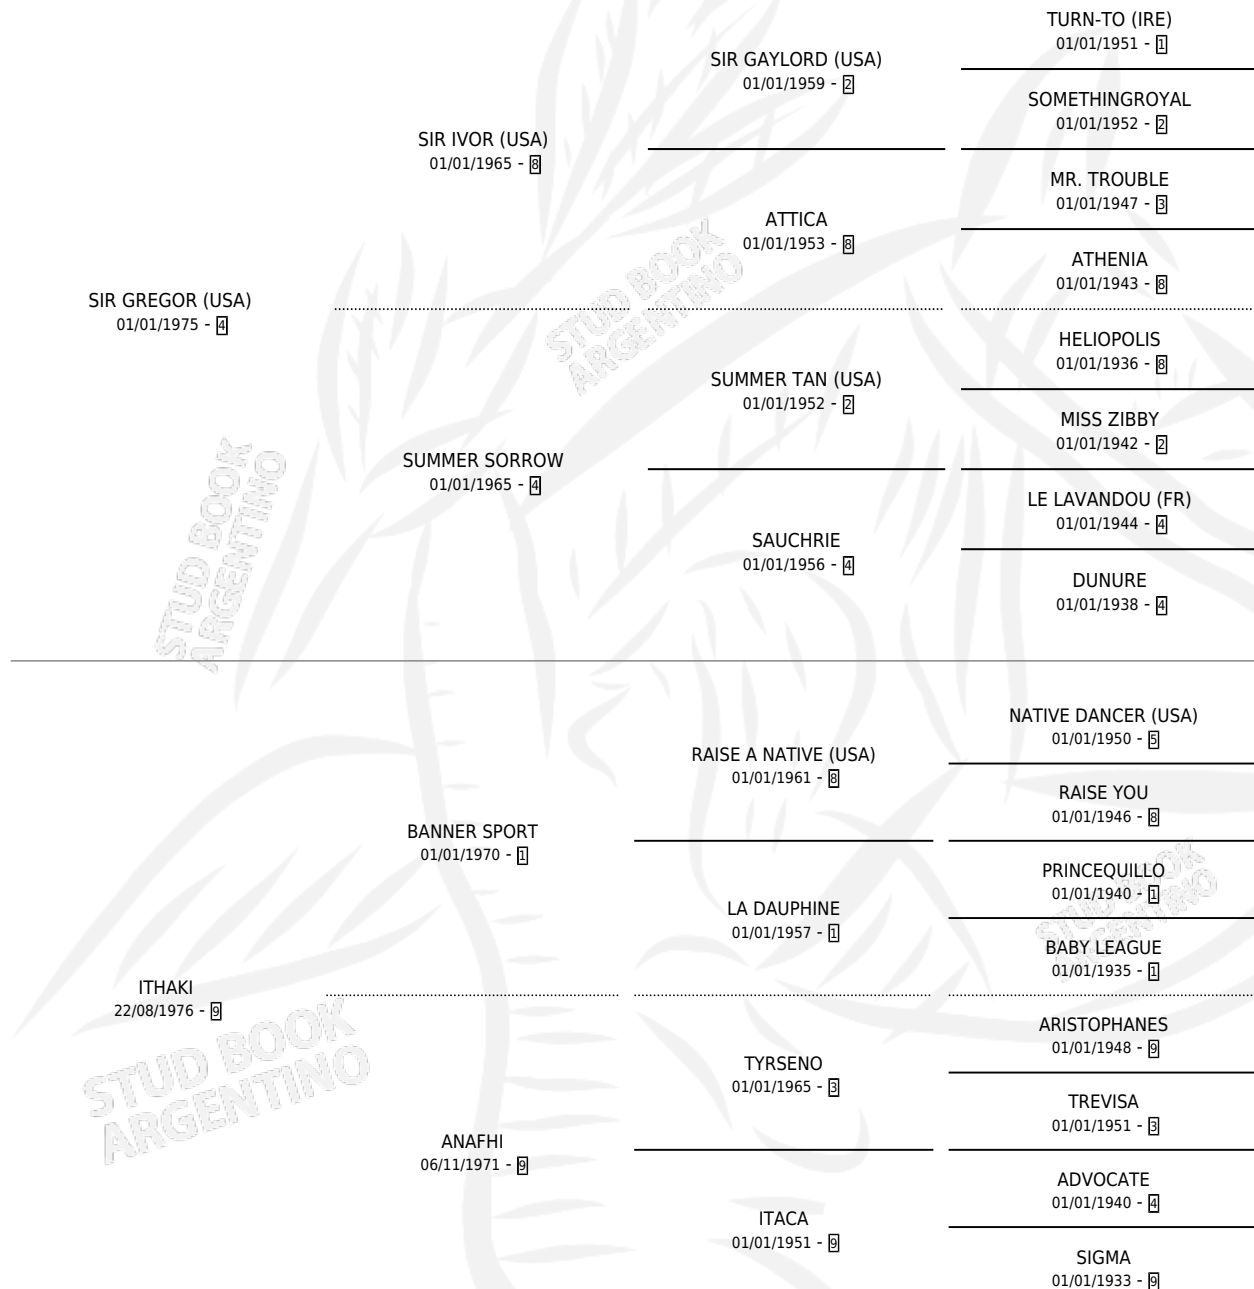 TURN-TO (IRE)
01/01/1951 - 1
SIR GAYLORD (USA)
01/01/1959 - 2
SOMETHINGROYAL
01/01/1952 - 2
SIR IVOR (USA)
01/01/1965 - 8
MR. TROUBLE
01/01/1947 - 3
ATTICA
01/01/1953 - 8
ATHENIA
01/01/1943 - 8
SIR GREGOR (USA)
01/01/1975 - 4
HELIOPOLIS
01/01/1936 - 8
SUMMER TAN (USA)
01/01/1952 - 2
MISS ZIBBY
01/01/1942 - 2
SUMMER SORROW
01/01/1965 - 4
LE LAVANDOU (FR)
01/01/1944 - 4
SAUCHRIE
01/01/1956 - 4
DUNURE
01/01/1938 - 4
NATIVE DANCER (USA)
01/01/1950 - 5
RAISE A NATIVE (USA)
01/01/1961 - 8
RAISE YOU
01/01/1946 - 8
BANNER SPORT
01/01/1970 - 1
PRINCEQUILLO
01/01/1940 - 1
LA DAUPHINE
01/01/1957 - 1
BABY LEAGUE
01/01/1935 - 1
ITHAKI
22/08/1976 - 9
ARISTOPHANES
01/01/1948 - 9
TYRSENO
01/01/1965 - 3
TREVISA
01/01/1951 - 3
ANAFHI
06/11/1971 - 9
ADVOCATE
01/01/1940 - 4
ITACA
01/01/1951 - 9
SIGMA
01/01/1933 - 9
STUD BOOK
ARGENTINO
STUD BOOK
ARGENTINO
STUD BOOK
ARGENTINO
STUD BOOK
ARGENTINO